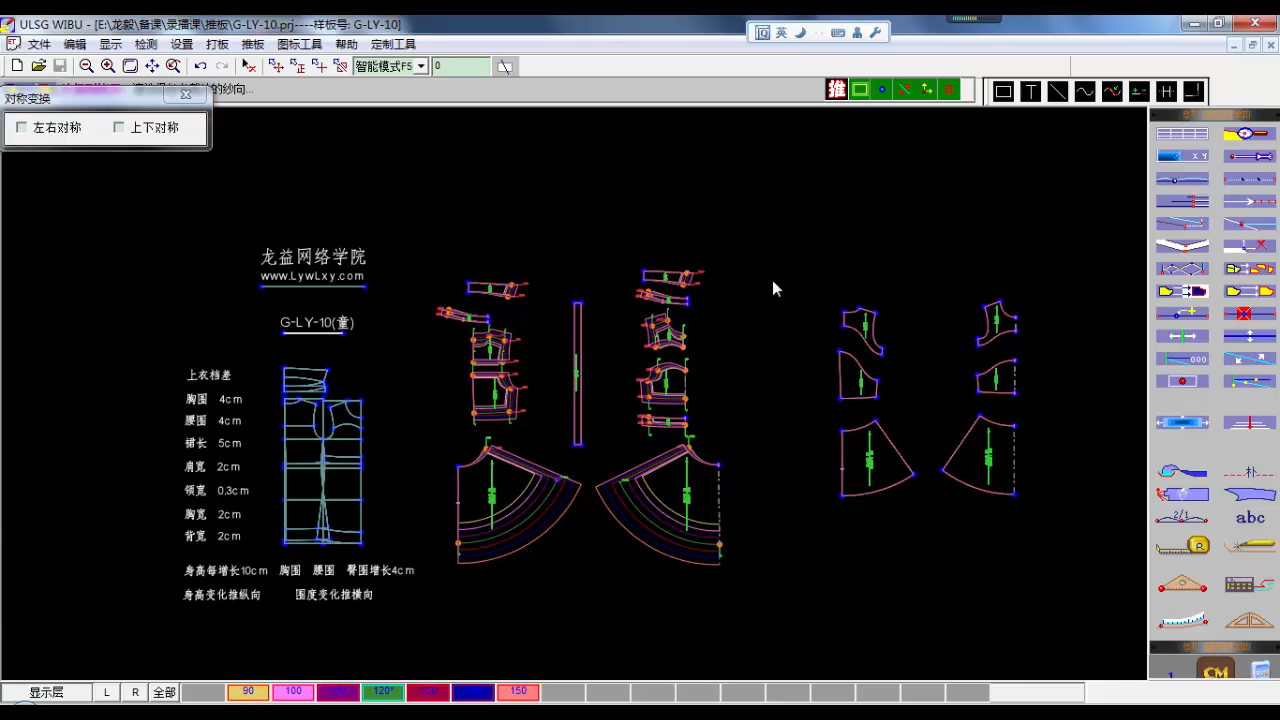 ULSG WIBU - [E:\龙毅\备课\录播课\推板\G-LY-10.prj----样板号: G-LY-10]
文件 编辑 显示 检测 设置 打板 推板 图标工具 帮助 定制工具
英
智能模式F5 0
的纱向...
推
T
对称变换
左右对称 上下对称
X Y
龙益网络学院
www.LywLxy.com
G-LY-10(童)
上衣档差
胸围 4cm
腰围 4cm
裙长 5cm
肩宽 2cm
领宽 0.3cm
胸宽 2cm
背宽 2cm
身高每增长10cm 胸围 腰围 臀围增长4cm
身高变化推纵向 围度变化推横向
000
补
2/1
abc
R
显示层 L R 全部 90 100 120* 150